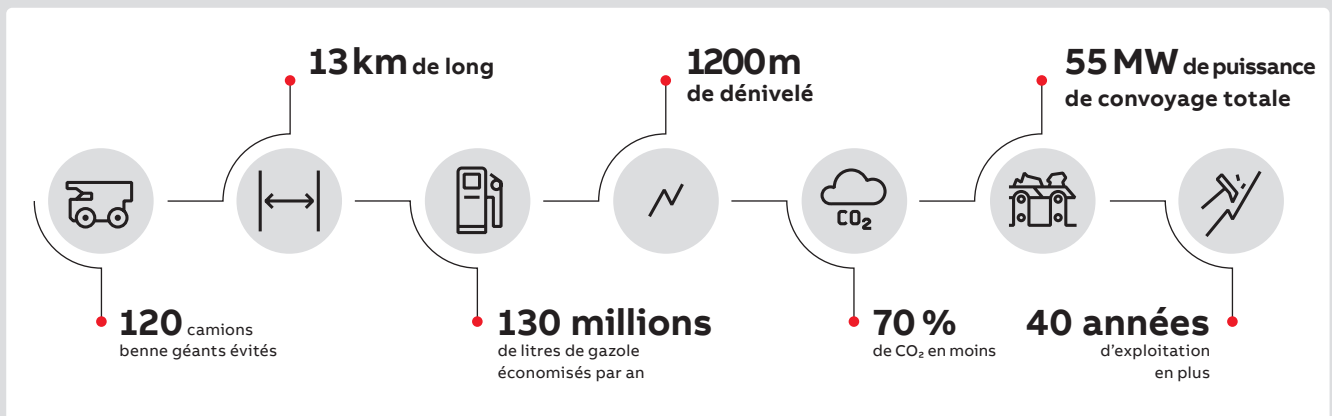 13 km de long
1200 m
de dénivelé
55 MW de puissance
de convoyage totale
CO₂
120 camions
benne géants évités
130 millions
de litres de gazole
économisés par an
70 %
de CO₂ en moins
40 années
d’exploitation
en plus